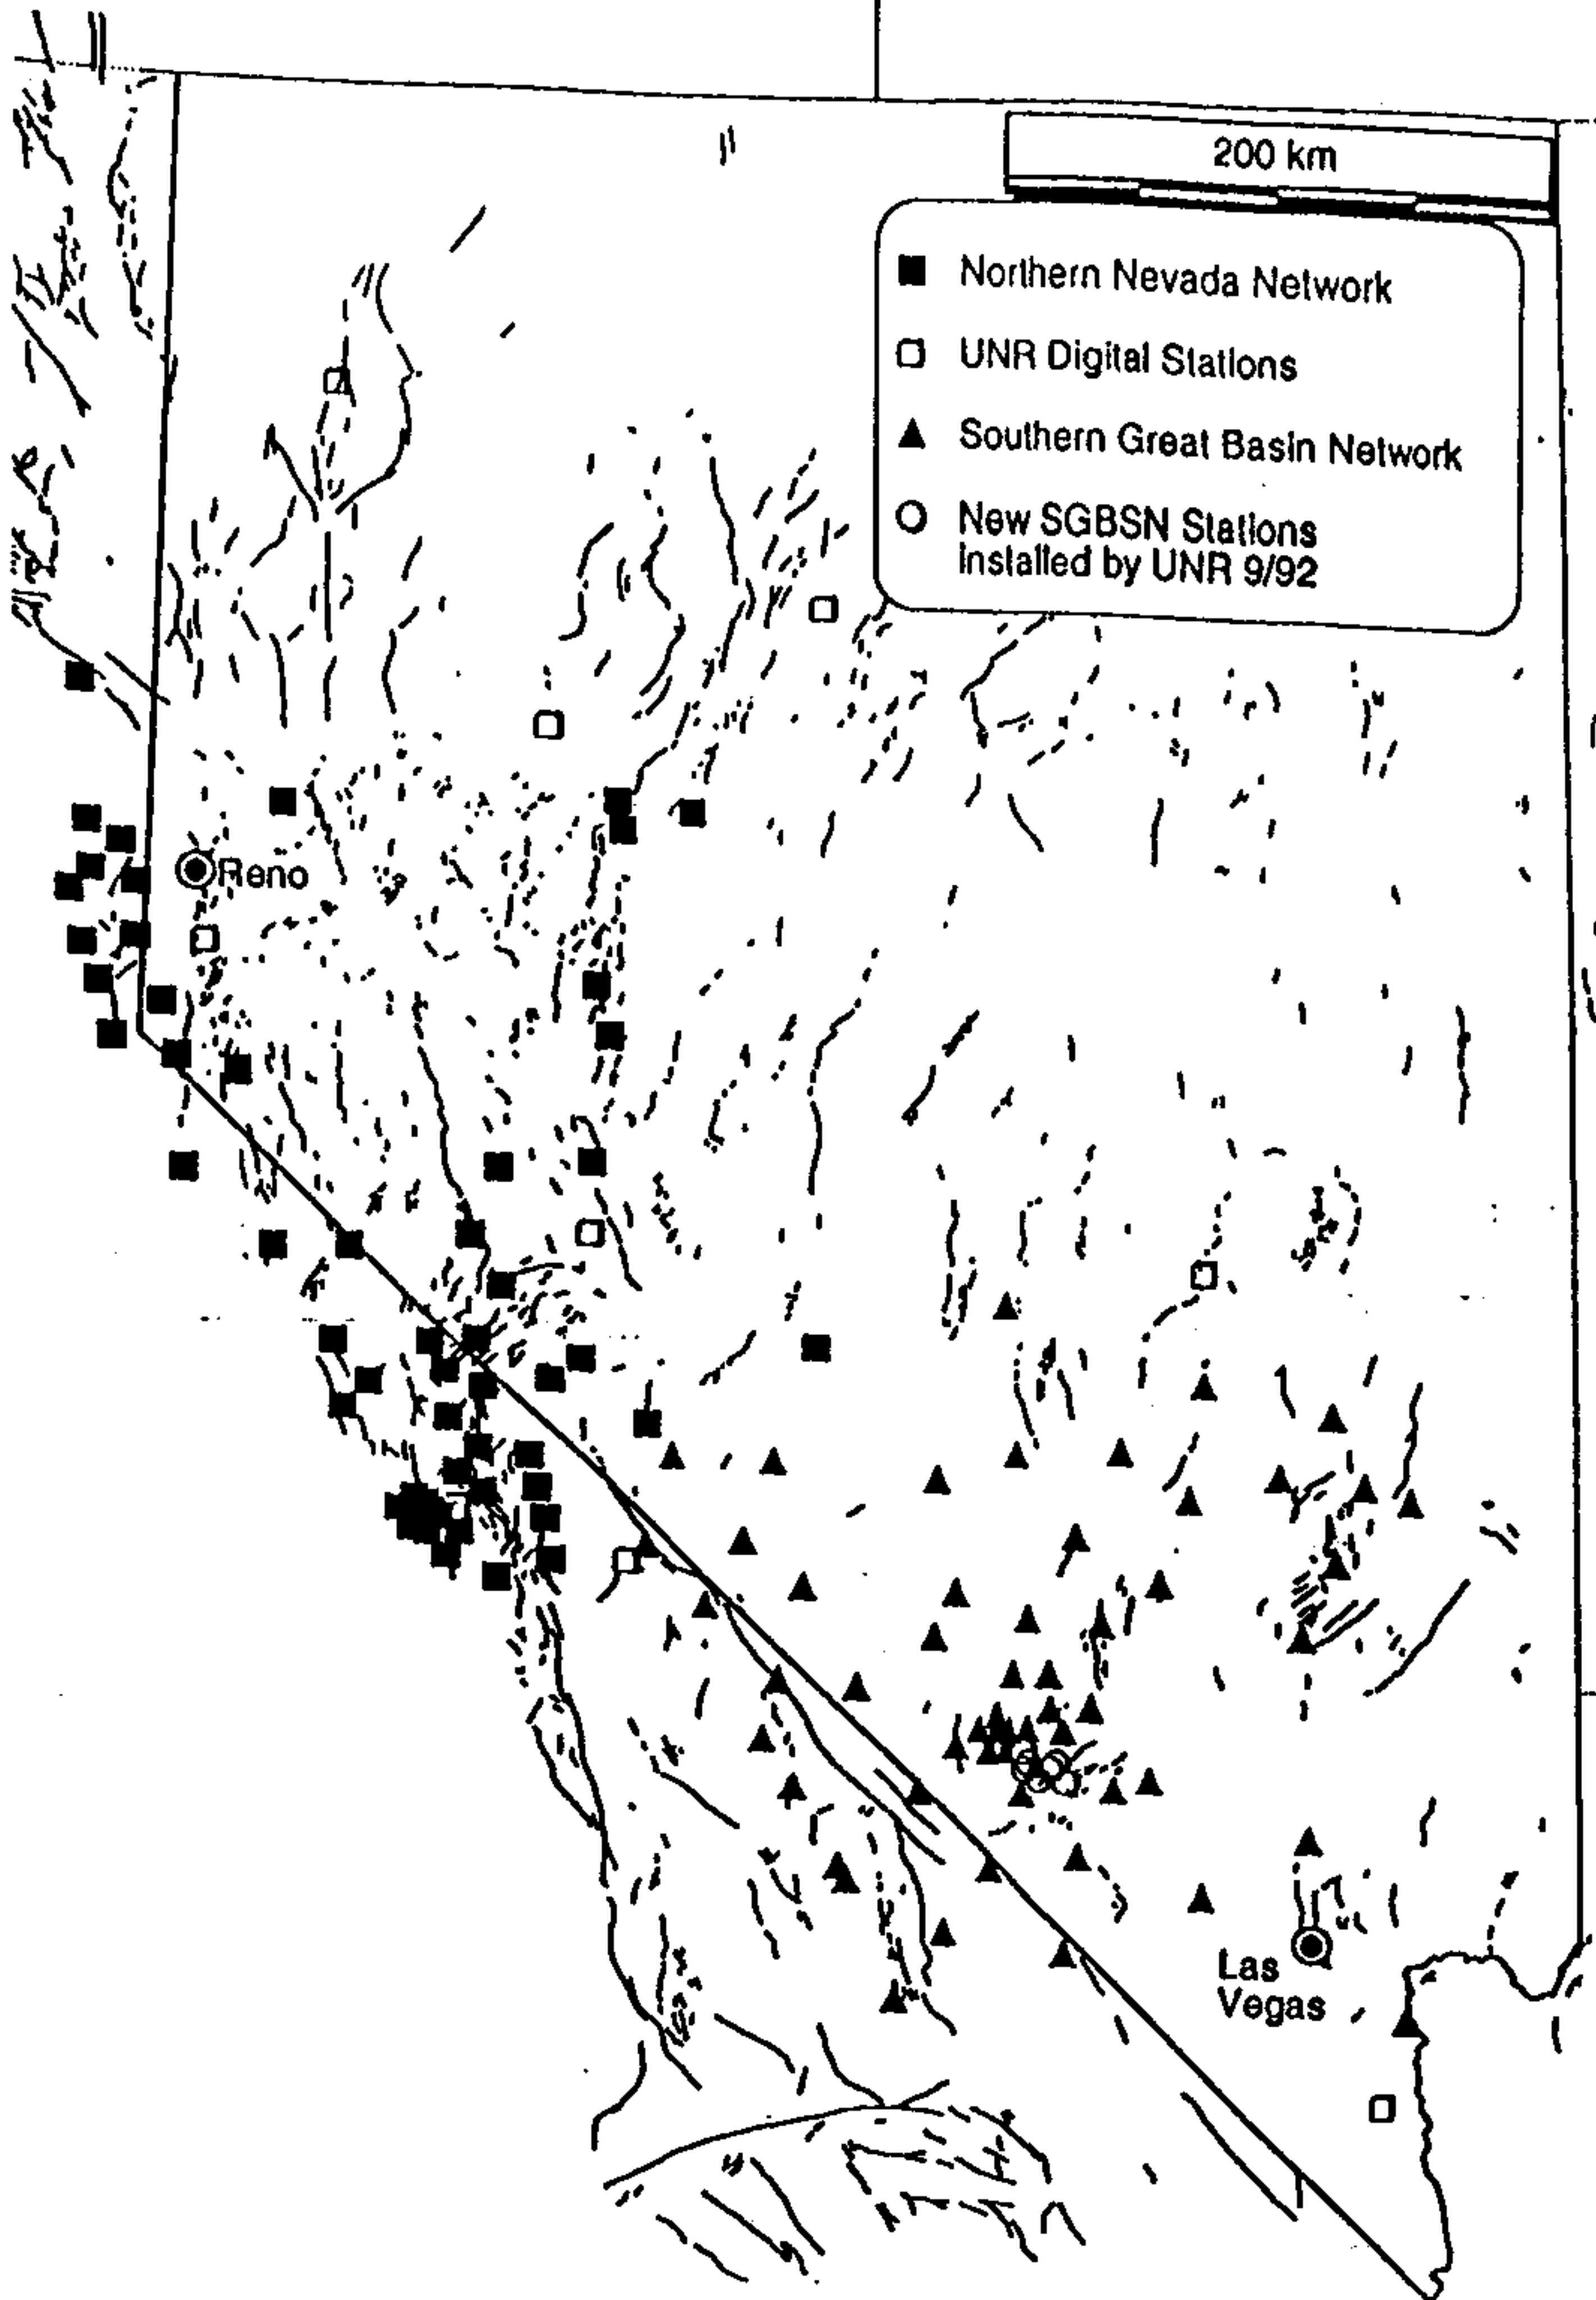 200 km
Northern Nevada Network
UNR Digital Stations
Southern Great Basin Network
New SGBSN Stations
installed by UNR 9/92
Reno
Las
Vegas